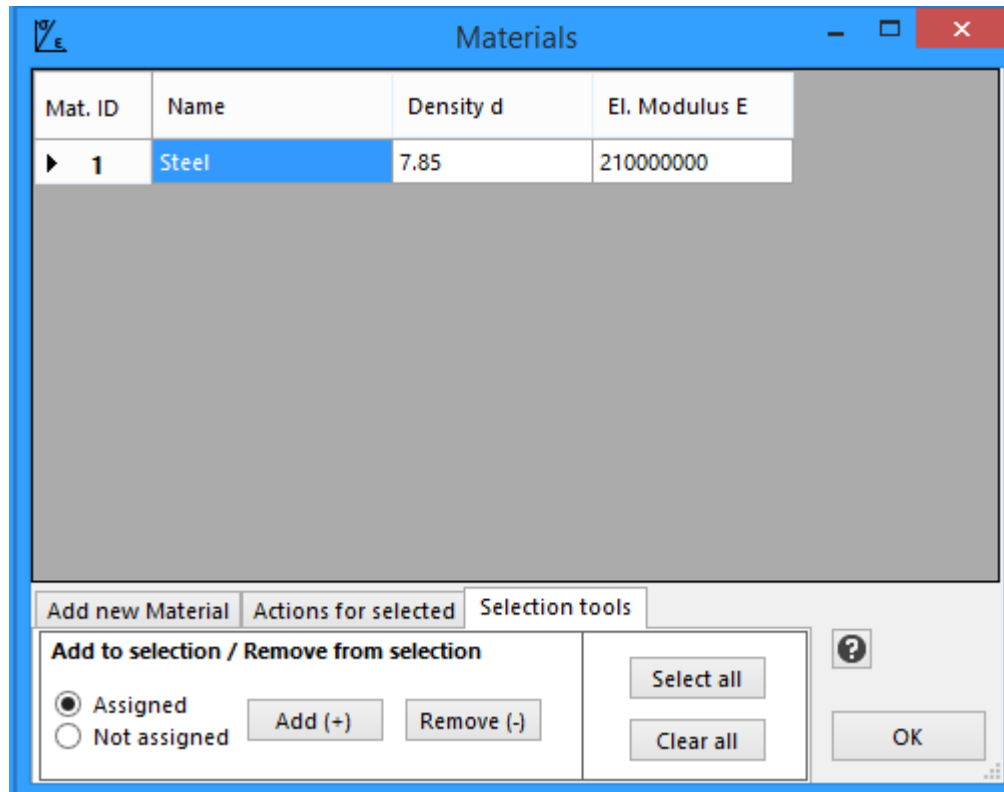 σ/ε Materials
Mat. ID Name Density d El. Modulus E
1 Steel 7.85 210000000
Add new Material Actions for selected Selection tools
Add to selection / Remove from selection
Assigned
Not assigned
Add (+) Remove (-)
Select all
Clear all
?
OK